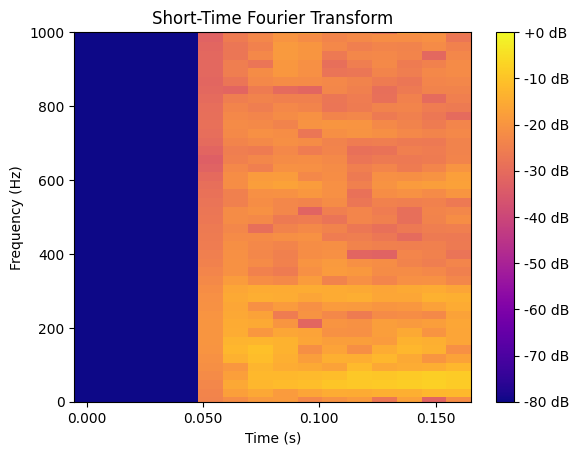 Short-Time Fourier Transform
Frequency (Hz)
1000
800
600
400
200
0
0.000
0.050
0.100
0.150
Time (s)
+0 dB
-10 dB
-20 dB
-30 dB
-40 dB
-50 dB
-60 dB
-70 dB
-80 dB